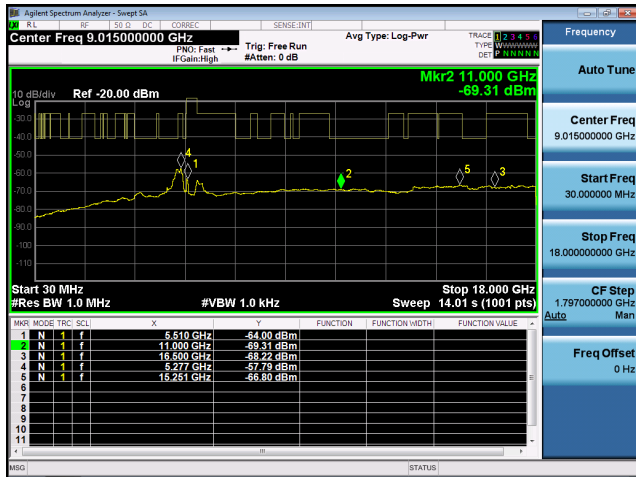 Agilent Spectrum Analyzer - Swept SA
LXI RL RF 50 Ω DC CORREC SENSE:INT
Center Freq 9.015000000 GHz
PNO: Fast
IFGain:High
Trig: Free Run
#Atten: 0 dB
Avg Type: Log-Pwr
TRACE 1 2 3 4 5 6
TYPE W
DET P N N N N N
Mkr2 11.000 GHz
-69.31 dBm
10 dB/div Ref -20.00 dBm
Log
-30.0
-40.0
-50.0
-60.0
-70.0
-80.0
-90.0
-100
-110
4
1
2
5
3
Start 30 MHz Stop 18.000 GHz
#Res BW 1.0 MHz #VBW 1.0 kHz Sweep 14.01 s (1001 pts)
MKR MODE TRC SCL X Y FUNCTION FUNCTION WIDTH FUNCTION VALUE
1 N 1 f 5.510 GHz -64.00 dBm
2 N 1 f 11.000 GHz -69.31 dBm
3 N 1 f 16.500 GHz -68.22 dBm
4 N 1 f 5.277 GHz -57.79 dBm
5 N 1 f 15.251 GHz -66.80 dBm
6
7
8
9
10
11
MSG STATUS
Frequency
Auto Tune
Center Freq
9.015000000 GHz
Start Freq
30.000000 MHz
Stop Freq
18.000000000 GHz
CF Step
1.797000000 GHz
Auto Man
Freq Offset
0 Hz